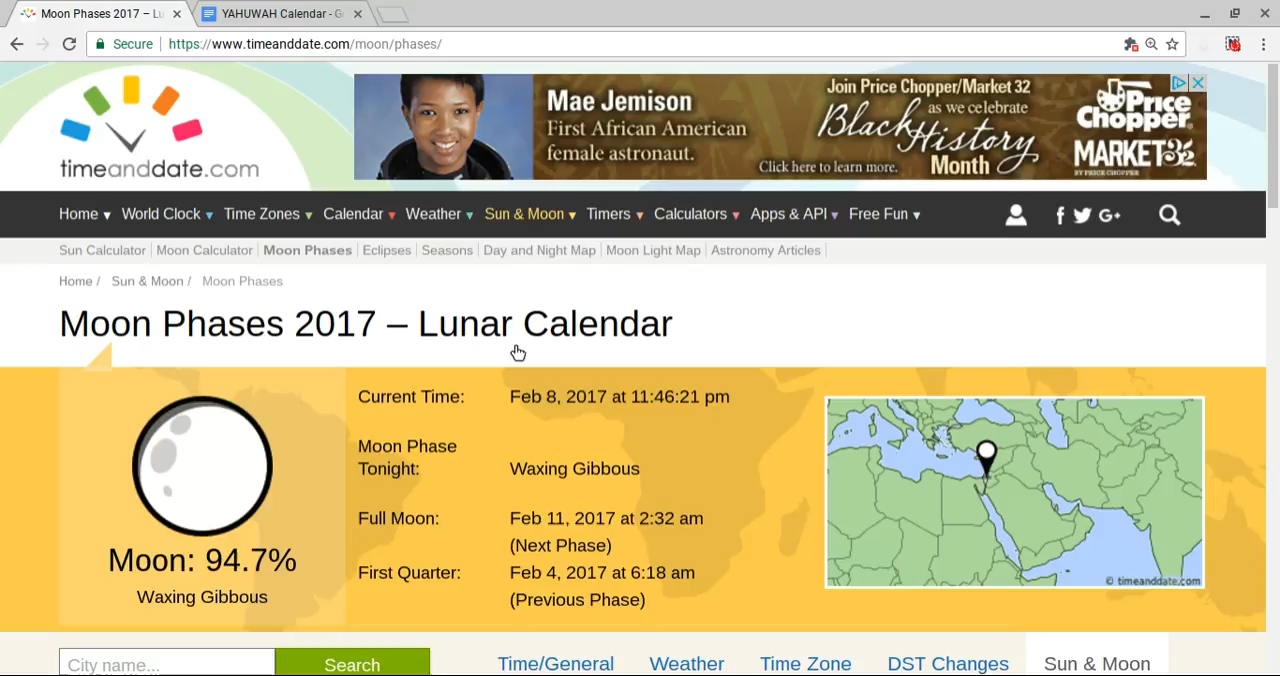 Moon Phases 2017 – Lu
YAHUWAH Calendar - G
Secure
https://www.timeanddate.com/moon/phases/
timeanddate.com
Mae Jemison
First African American
female astronaut.
Join Price Chopper/Market 32
as we celebrate
Black History
Month
Click here to learn more.
Price
Chopper
MARKET 32
BY PRICE CHOPPER
Home World Clock Time Zones Calendar Weather Sun & Moon Timers Calculators Apps & API Free Fun
Sun Calculator Moon Calculator Moon Phases Eclipses Seasons Day and Night Map Moon Light Map Astronomy Articles
Home / Sun & Moon / Moon Phases
Moon Phases 2017 – Lunar Calendar
Moon: 94.7%
Waxing Gibbous
Current Time: Feb 8, 2017 at 11:46:21 pm
Moon Phase
Tonight: Waxing Gibbous
Full Moon: Feb 11, 2017 at 2:32 am
(Next Phase)
First Quarter: Feb 4, 2017 at 6:18 am
(Previous Phase)
© timeanddate.com
City name...
Search
Time/General Weather Time Zone DST Changes Sun & Moon